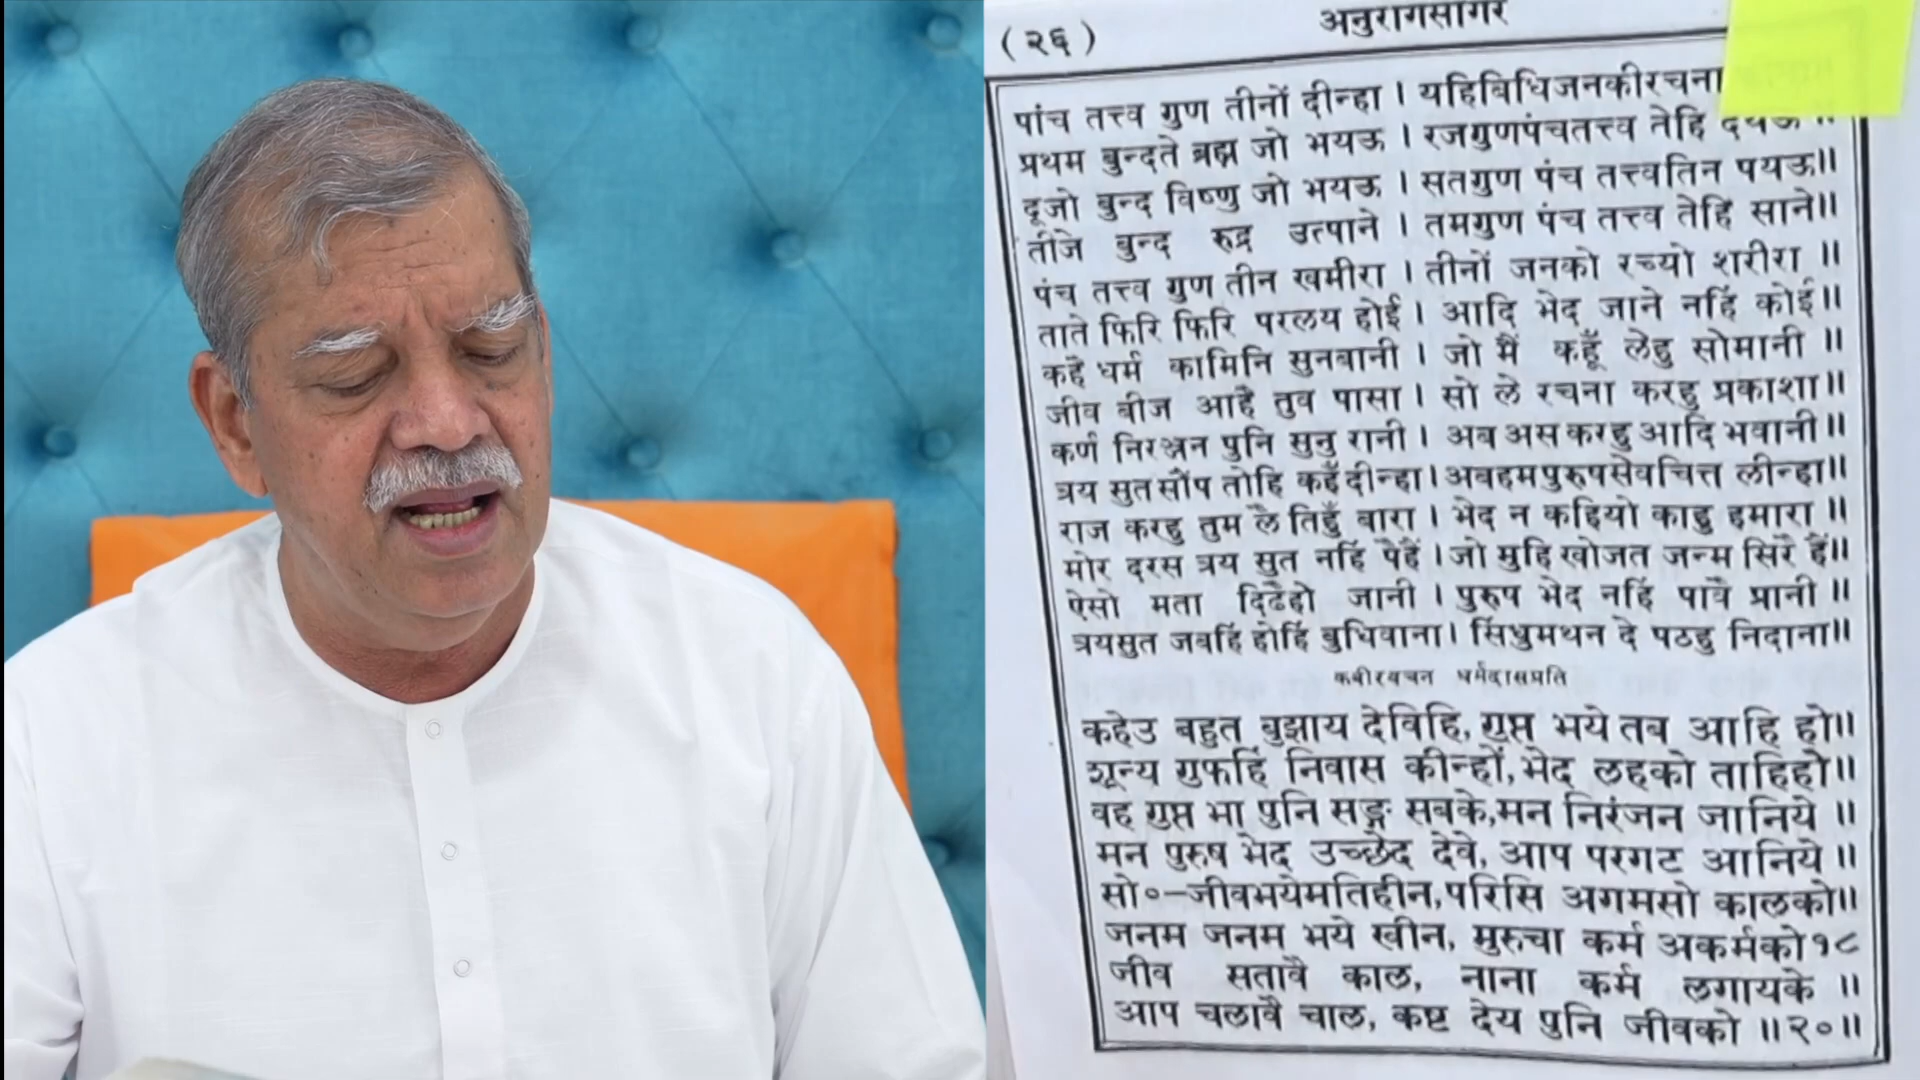 (२६)
अनुरागसागर
पांच तत्त्व गुण तीनों दीन्हा । यहिबिधिजनकीरचना
प्रथम बुन्दते ब्रह्म जो भयऊ । रजगुणपंचतत्त्व तेहि दयऊ ॥
दूजो बुन्द विष्णु जो भयऊ । सतगुण पंच तत्त्वतिन पयऊ॥
तीजे बुन्द रुद्र उत्पाने । तमगुण पंच तत्त्व तेहि साने॥
पंच तत्त्व गुण तीन खमीरा । तीनों जनको रच्यो शरीरा ॥
ताते फिरि फिरि परलय होई । आदि भेद जाने नहिं कोई॥
कहै धर्म कामिनि सुनबानी । जो मैं कहूँ लेहु सोमानी ॥
जीव बीज आहै तुव पासा । सो ले रचना करहु प्रकाशा॥
कर्ण निरञ्जन पुनि सुनु रानी । अब अस करहु आदि भवानी ॥
त्रय सुतसौंप तोहि कहँदीन्हा। अबहमपुरुषसेवचित्त लीन्हा॥
राज करहु तुम लै तिहुँ बारा । भेद न कहियो काहु हमारा ॥
मोर दरस त्रय सुत नहिं पैहैं । जो मुहि खोजत जन्म सिरै हैं॥
ऐसो मता दिढैहो जानी । पुरुष भेद नहिं पावै प्रानी ॥
त्रयसुत जबहिं होहिं बुधिवाना। सिंधुमथन दे पठहु निदाना॥
कबीरवचन धर्मदासप्रति
कहेउ बहुत बुझाय देविहि, गुप्त भये तब आहि हो॥
शून्य गुफहिं निवास कीन्हों, भेद लहको ताहिहो॥
वह गुप्त भा पुनि सङ्ग सबके, मन निरंजन जानिये ॥
मन पुरुष भेद उच्छेद देवे, आप परगट आनिये ॥
सो०–जीवभयेमतिहीन, परिसि अगमसो कालको॥
जनम जनम भये खीन, मुरुचा कर्म अकर्मको १८
जीव सतावै काल, नाना कर्म लगायके ॥
आप चलावै चाल, कष्ट देय पुनि जीवको ॥२०॥